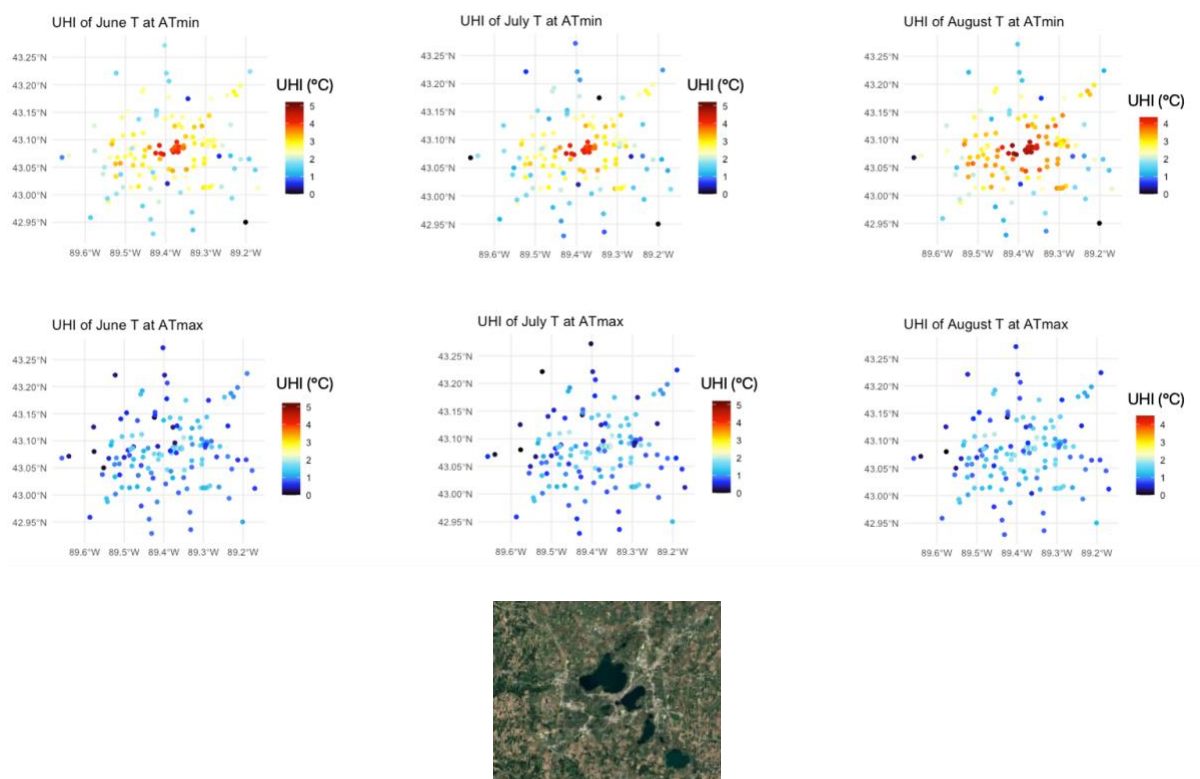 UHI of June T at ATmin
43.25°N
43.20°N
43.15°N
43.10°N
43.05°N
43.00°N
42.95°N
89.6°W 89.5°W 89.4°W 89.3°W 89.2°W
UHI (°C)
5
4
3
2
1
0
UHI of July T at ATmin
43.25°N
43.20°N
43.15°N
43.10°N
43.05°N
43.00°N
42.95°N
89.6°W 89.5°W 89.4°W 89.3°W 89.2°W
UHI (°C)
5
4
3
2
1
0
UHI of August T at ATmin
43.25°N
43.20°N
43.15°N
43.10°N
43.05°N
43.00°N
42.95°N
89.6°W 89.5°W 89.4°W 89.3°W 89.2°W
UHI (°C)
4
3
2
1
0
UHI of June T at ATmax
43.25°N
43.20°N
43.15°N
43.10°N
43.05°N
43.00°N
42.95°N
89.6°W 89.5°W 89.4°W 89.3°W 89.2°W
UHI (°C)
5
4
3
2
1
0
UHI of July T at ATmax
43.25°N
43.20°N
43.15°N
43.10°N
43.05°N
43.00°N
42.95°N
89.6°W 89.5°W 89.4°W 89.3°W 89.2°W
UHI (°C)
5
4
3
2
1
0
UHI of August T at ATmax
43.25°N
43.20°N
43.15°N
43.10°N
43.05°N
43.00°N
42.95°N
89.6°W 89.5°W 89.4°W 89.3°W 89.2°W
UHI (°C)
4
3
2
1
0